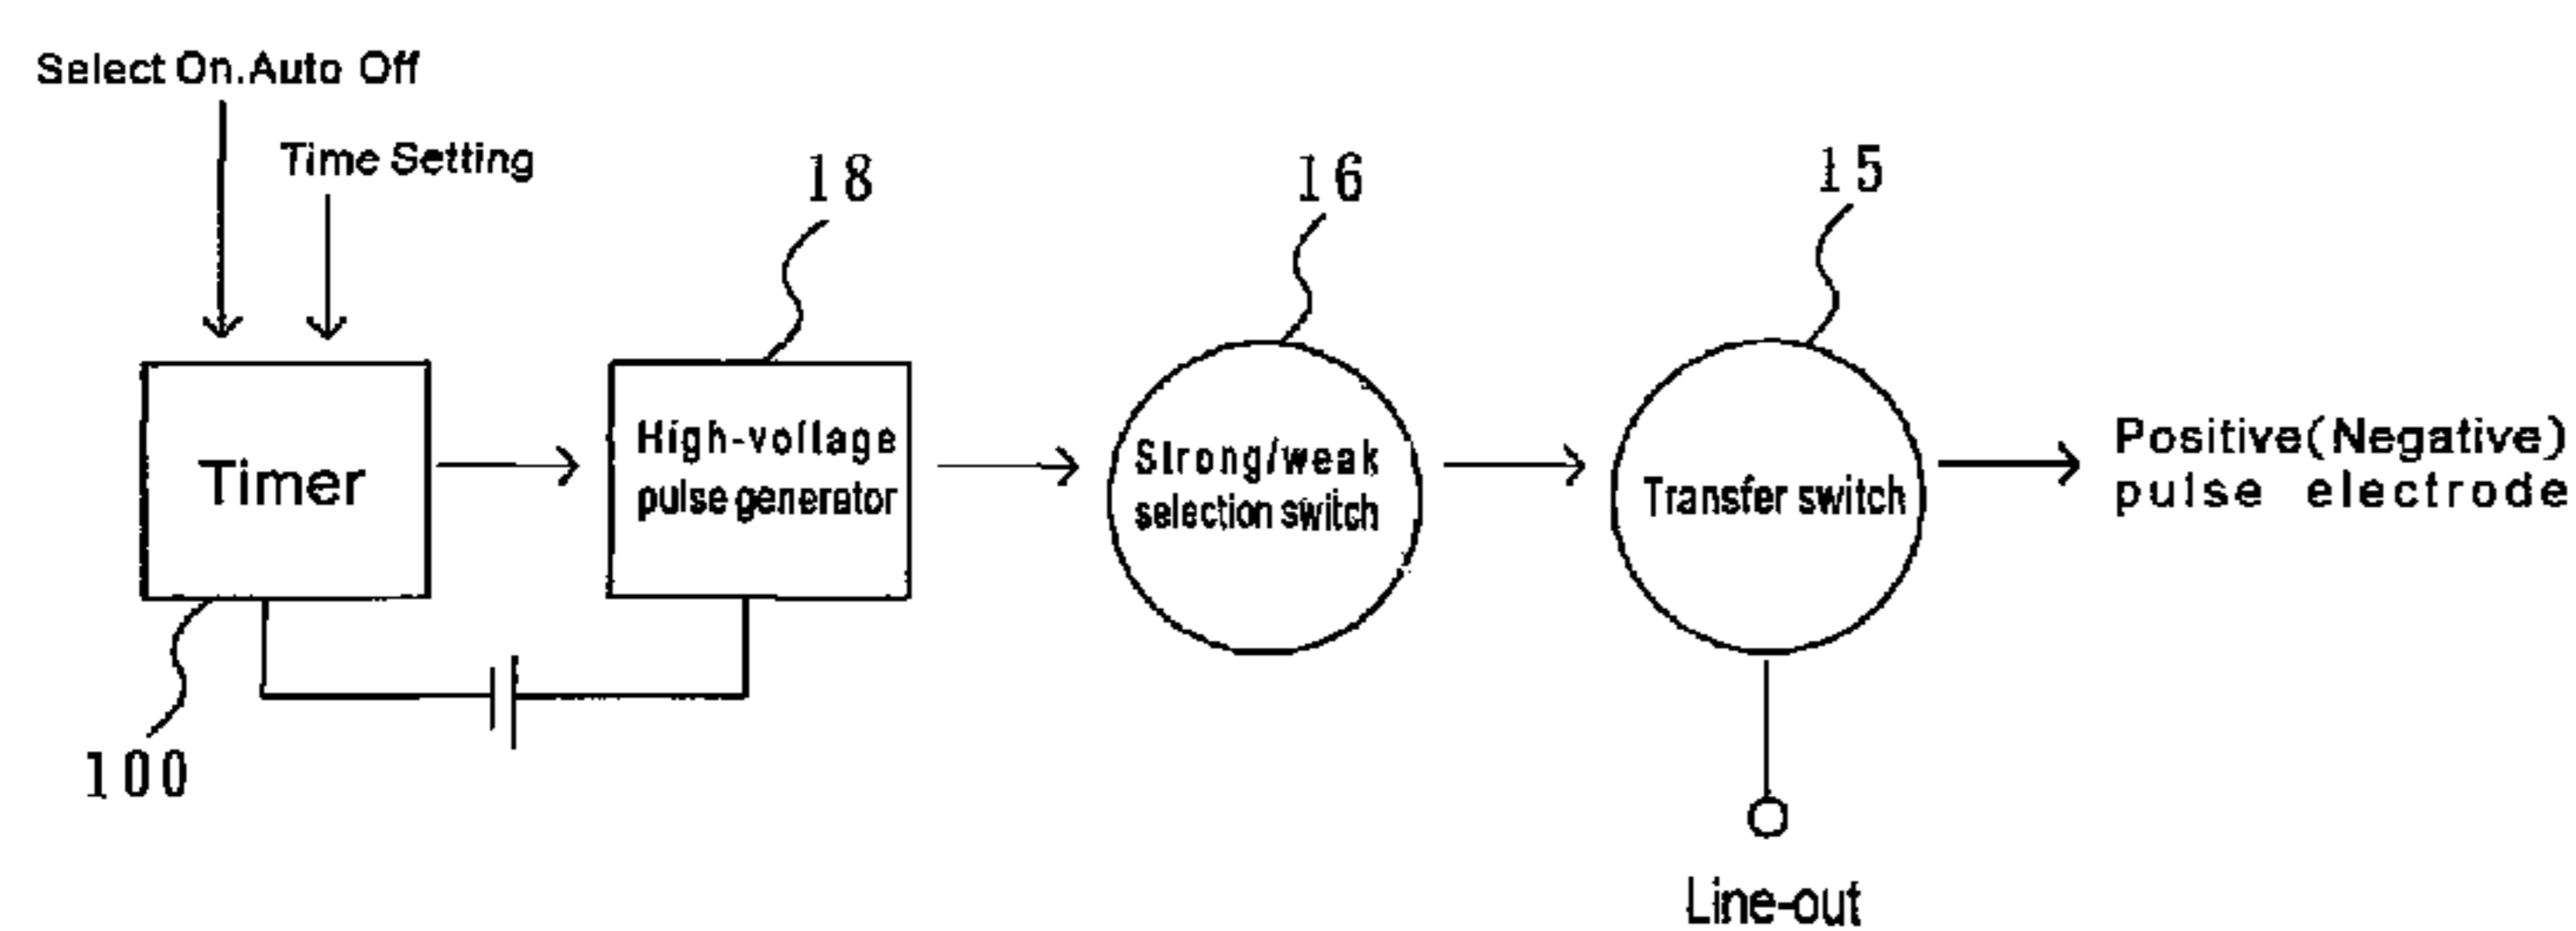 Select On.Auto Off
Time Setting
18
16
15
Timer
High-voltage
pulse generator
Strong/weak
selection switch
Transfer switch
Positive(Negative)
pulse electrode
100
Line-out